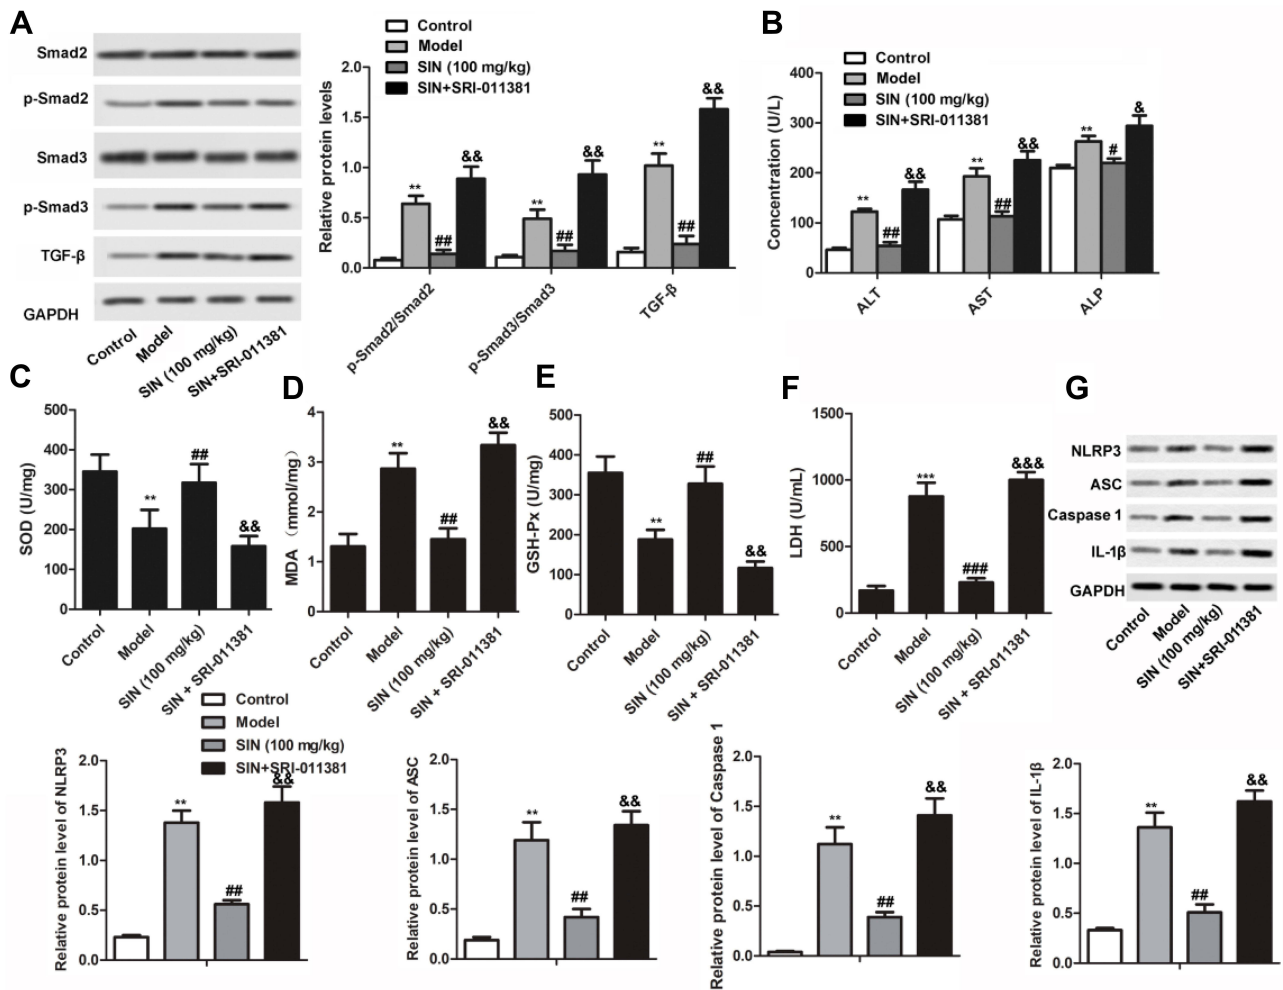 A
Smad2
p-Smad2
Smad3
p-Smad3
TGF-β
GAPDH
Control
Model
SIN (100 mg/kg)
SIN+SRI-011381
Control
Model
SIN (100 mg/kg)
SIN+SRI-011381
Relative protein levels
2.0
1.5
1.0
0.5
0.0
**
##
&&
**
##
&&
**
##
&&
p-Smad2/Smad2
p-Smad3/Smad3
TGF-β
B
Control
Model
SIN (100 mg/kg)
SIN+SRI-011381
Concentration (U/L)
400
300
200
100
0
**
##
&&
**
##
&&
**
#
&
ALT
AST
ALP
C
SOD (U/mg)
500
400
300
200
100
0
**
##
&&
Control
Model
SIN (100 mg/kg)
SIN + SRI-011381
D
MDA （mmol/mg）
4
3
2
1
0
**
##
&&
Control
Model
SIN (100 mg/kg)
SIN + SRI-011381
E
GSH-Px (U/mg)
500
400
300
200
100
0
**
##
&&
Control
Model
SIN (100 mg/kg)
SIN + SRI-011381
F
LDH (U/mL)
1500
1000
500
0
***
###
&&&
Control
Model
SIN (100 mg/kg)
SIN + SRI-011381
G
NLRP3
ASC
Caspase 1
IL-1β
GAPDH
Control
Model
SIN (100 mg/kg)
SIN+SRI-011381
Control
Model
SIN (100 mg/kg)
SIN+SRI-011381
Relative protein level of NLRP3
2.0
1.5
1.0
0.5
0.0
**
##
&&
Relative protein level of ASC
2.0
1.5
1.0
0.5
0.0
**
##
&&
Relative protein level of Caspase 1
2.0
1.5
1.0
0.5
0.0
**
##
&&
Relative protein level of IL-1β
2.0
1.5
1.0
0.5
0.0
**
##
&&